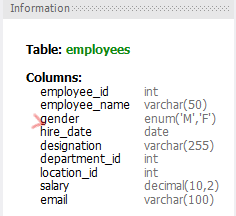 Information
Table: employees
Columns:
employee_id int
employee_name varchar(50)
gender enum('M','F')
hire_date date
designation varchar(255)
department_id int
location_id int
salary decimal(10,2)
email varchar(100)